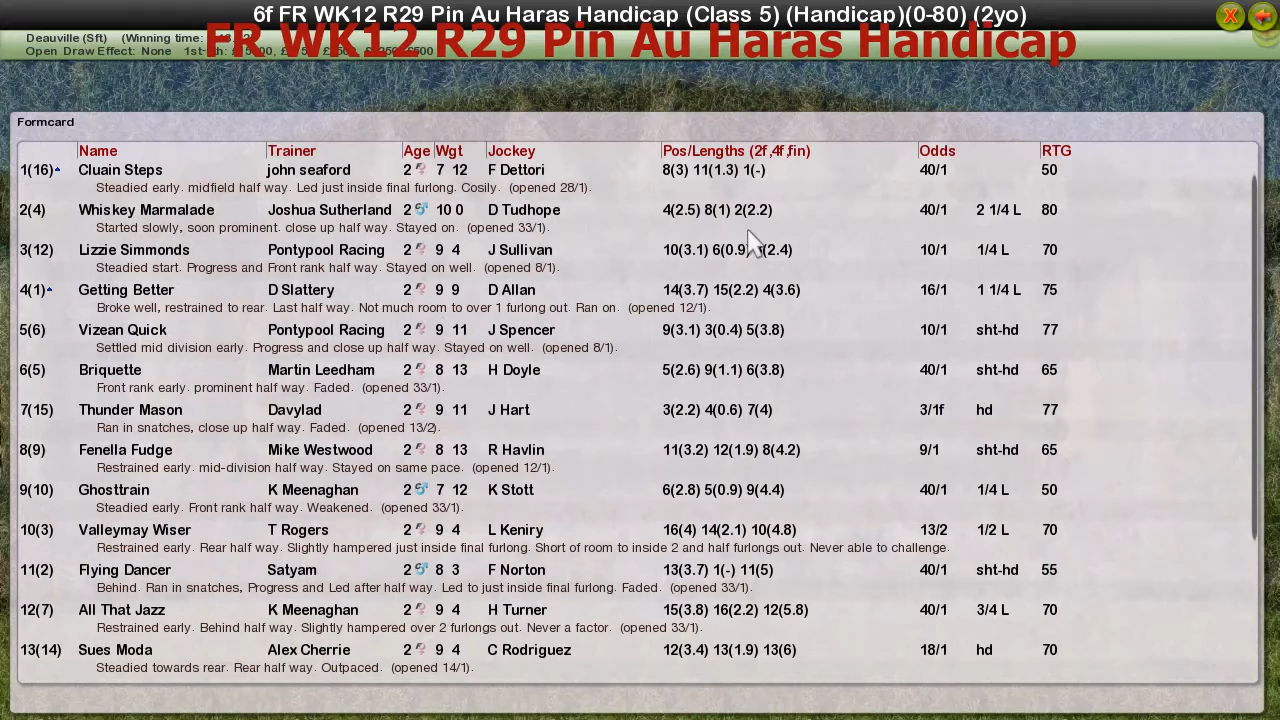 6f FR WK12 R29 Pin Au Haras Handicap (Class 5) (Handicap)(0-80) (2yo)
FR WK12 R29 Pin Au Haras Handicap
Deauville (Sft) (Winning time:
Open Draw Effect: None
Formcard
Name Trainer Age Wgt Jockey Pos/Lengths (2f,4f,fin) Odds RTG
1(16) Cluain Steps john seaford 2 7 12 F Dettori 8(3) 11(1.3) 1(-) 40/1 50
Steadied early. midfield half way. Led just inside final furlong. Cosily. (opened 28/1).
2(4) Whiskey Marmalade Joshua Sutherland 2 10 0 D Tudhope 4(2.5) 8(1) 2(2.2) 40/1 2 1/4 L 80
Started slowly, soon prominent. close up half way. Stayed on. (opened 33/1).
3(12) Lizzie Simmonds Pontypool Racing 2 9 4 J Sullivan 10(3.1) 6(0.9) (2.4) 10/1 1/4 L 70
Steadied start. Progress and Front rank half way. Stayed on well. (opened 8/1).
4(1) Getting Better D Slattery 2 9 9 D Allan 14(3.7) 15(2.2) 4(3.6) 16/1 1 1/4 L 75
Broke well, restrained to rear. Last half way. Not much room to over 1 furlong out. Ran on. (opened 12/1).
5(6) Vizean Quick Pontypool Racing 2 9 11 J Spencer 9(3.1) 3(0.4) 5(3.8) 10/1 sht-hd 77
Settled mid division early. Progress and close up half way. Stayed on well. (opened 8/1).
6(5) Briquette Martin Leedham 2 8 13 H Doyle 5(2.6) 9(1.1) 6(3.8) 40/1 sht-hd 65
Front rank early. prominent half way. Faded. (opened 33/1).
7(15) Thunder Mason Davylad 2 9 11 J Hart 3(2.2) 4(0.6) 7(4) 3/1f hd 77
Ran in snatches, close up half way. Faded. (opened 13/2).
8(9) Fenella Fudge Mike Westwood 2 8 13 R Havlin 11(3.2) 12(1.9) 8(4.2) 9/1 sht-hd 65
Restrained early. mid-division half way. Stayed on same pace. (opened 12/1).
9(10) Ghosttrain K Meenaghan 2 7 12 K Stott 6(2.8) 5(0.9) 9(4.4) 40/1 1/4 L 50
Steadied early. Front rank half way. Weakened. (opened 33/1).
10(3) Valleymay Wiser T Rogers 2 9 4 L Keniry 16(4) 14(2.1) 10(4.8) 13/2 1/2 L 70
Restrained early. Rear half way. Slightly hampered just inside final furlong. Short of room to inside 2 and half furlongs out. Never able to challenge.
11(2) Flying Dancer Satyam 2 8 3 F Norton 13(3.7) 1(-) 11(5) 40/1 sht-hd 55
Behind. Ran in snatches, Progress and Led after half way. Led to just inside final furlong. Faded. (opened 33/1).
12(7) All That Jazz K Meenaghan 2 9 4 H Turner 15(3.8) 16(2.2) 12(5.8) 40/1 3/4 L 70
Restrained early. Behind half way. Slightly hampered over 2 furlongs out. Never a factor. (opened 33/1).
13(14) Sues Moda Alex Cherrie 2 9 4 C Rodriguez 12(3.4) 13(1.9) 13(6) 18/1 hd 70
Steadied towards rear. Rear half way. Outpaced. (opened 14/1).